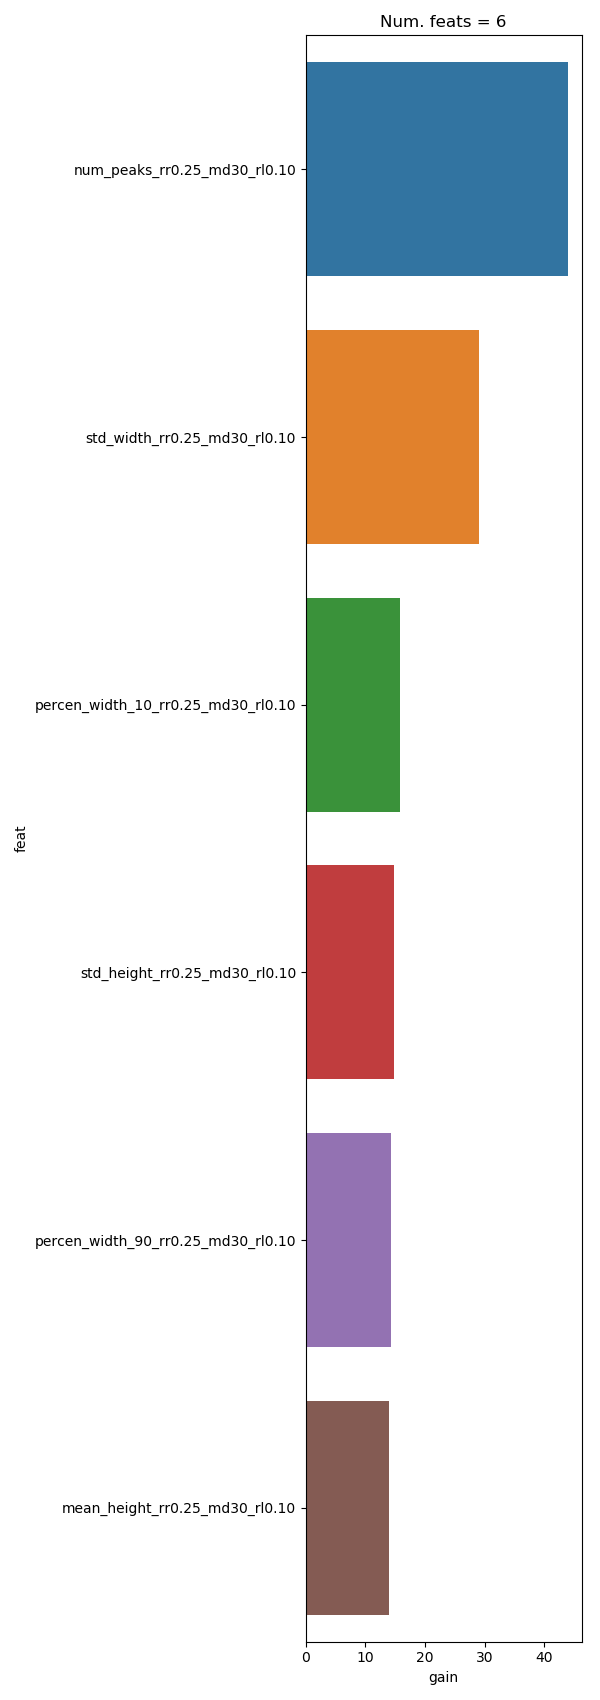 Num. feats = 6
num_peaks_rr0.25_md30_rl0.10
std_width_rr0.25_md30_rl0.10
percen_width_10_rr0.25_md30_rl0.10
feat
std_height_rr0.25_md30_rl0.10
percen_width_90_rr0.25_md30_rl0.10
mean_height_rr0.25_md30_rl0.10
0 10 20 30 40
gain